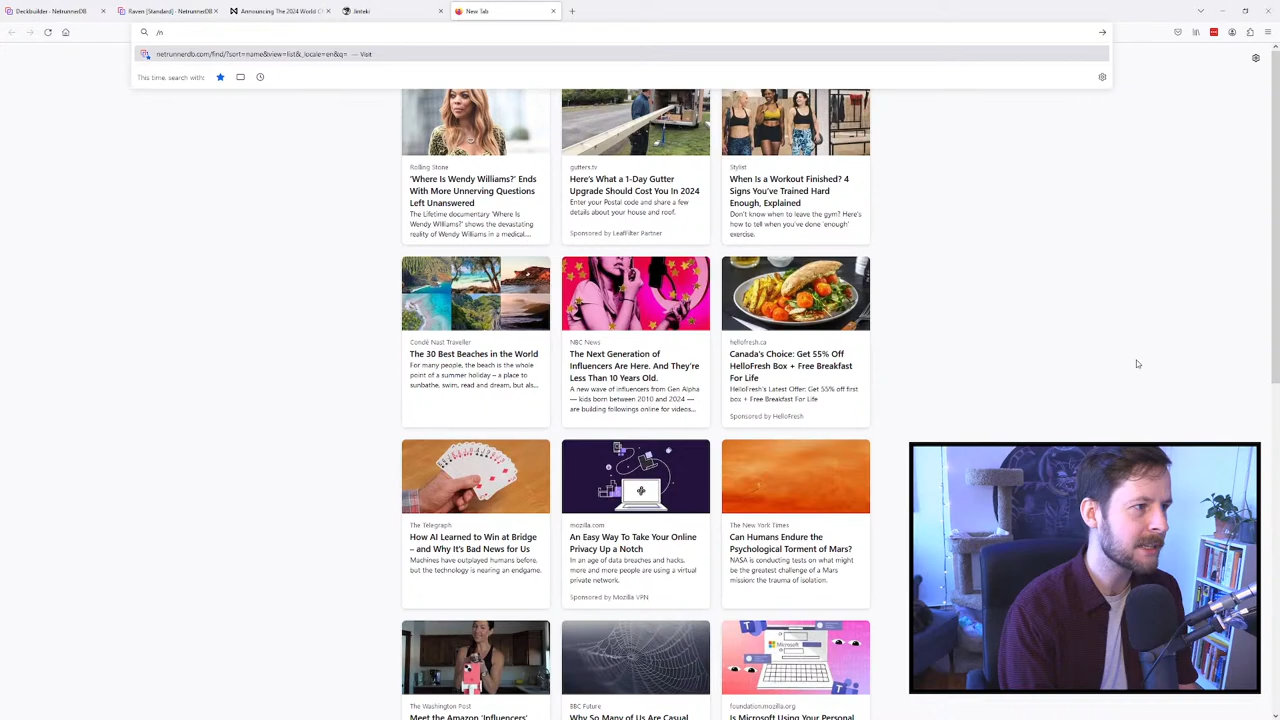 Deckbuilder - NetrunnerDB
Raven [Standard] - NetrunnerDB
Announcing The 2024 World C
Jinteki
New Tab
/n
netrunnerdb.com/find/?sort=name&view=list&_locale=en&q= — Visit
This time, search with:
Rolling Stone
'Where Is Wendy Williams?' Ends
With More Unnerving Questions
Left Unanswered
The Lifetime documentary 'Where Is
Wendy Williams?' shows the devastating
reality of Wendy Williams in a medical...
gutters.tv
Here's What a 1-Day Gutter
Upgrade Should Cost You In 2024
Enter your Postal code and share a few
details about your house and roof.
Sponsored by LeafFilter Partner
Stylist
When Is a Workout Finished? 4
Signs You've Trained Hard
Enough, Explained
Don't know when to leave the gym? Here's
how to tell when you've done 'enough'
exercise.
Condé Nast Traveller
The 30 Best Beaches in the World
For many people, the beach is the whole
point of a summer holiday – a place to
sunbathe, swim, read and dream, but als...
NBC News
The Next Generation of
Influencers Are Here. And They're
Less Than 10 Years Old.
A new wave of influencers from Gen Alpha
— kids born between 2010 and 2024 —
are building followings online for videos...
hellofresh.ca
Canada's Choice: Get 55% Off
HelloFresh Box + Free Breakfast
For Life
HelloFresh's Latest Offer: Get 55% off first
box + Free Breakfast For Life
Sponsored by HelloFresh
The Telegraph
How AI Learned to Win at Bridge
– and Why It's Bad News for Us
Machines have outplayed humans before,
but the technology is nearing an endgame.
mozilla.com
An Easy Way To Take Your Online
Privacy Up a Notch
In an age of data breaches and hacks,
more and more people are using a virtual
private network.
Sponsored by Mozilla VPN
The New York Times
Can Humans Endure the
Psychological Torment of Mars?
NASA is conducting tests on what might
be the greatest challenge of a Mars
mission: the trauma of isolation.
The Washington Post
Meet the Amazon 'Influencers'
BBC Future
Why So Many of Us Are Casual
Microsoft
foundation.mozilla.org
Is Microsoft Using Your Personal